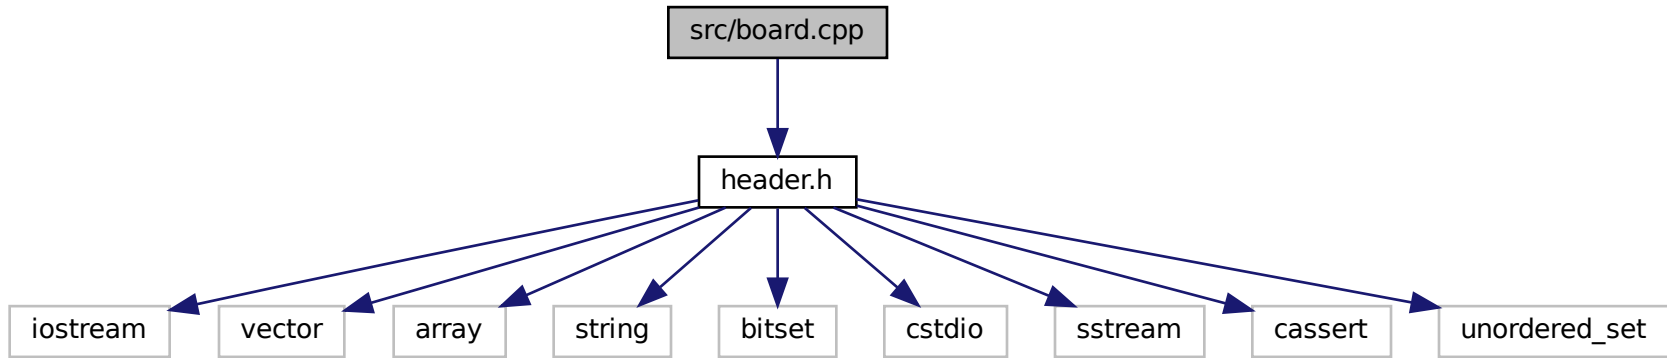 src/board.cpp
header.h
iostream
vector
array
string
bitset
cstdio
sstream
cassert
unordered_set